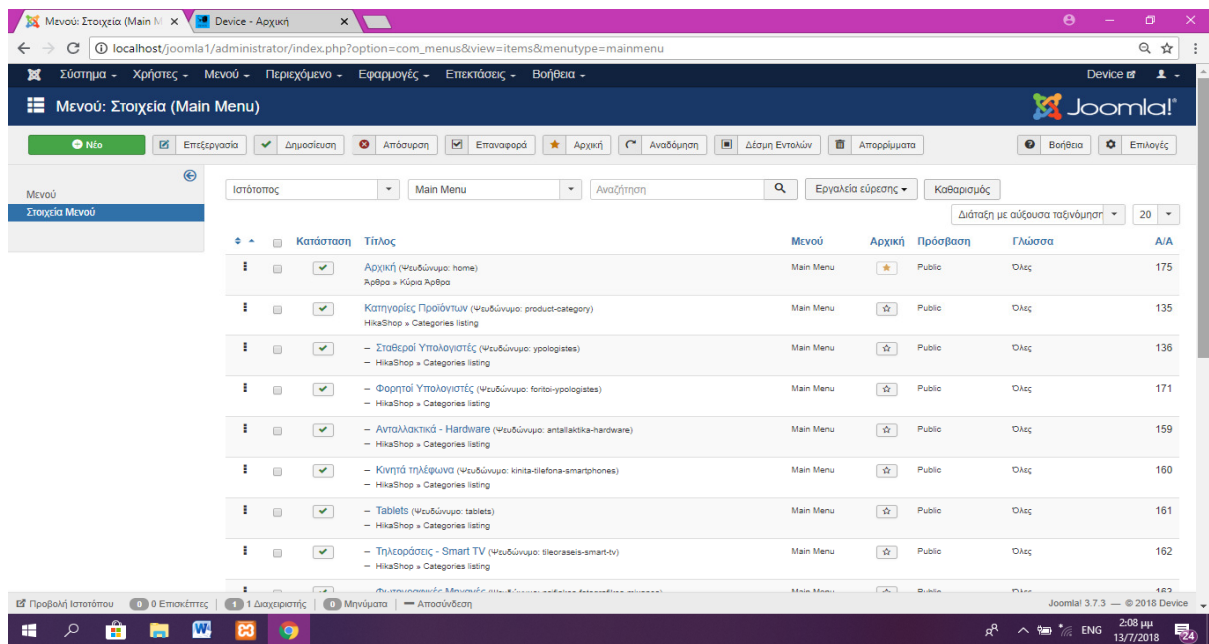 Μενού: Στοιχεία (Main M
Device - Αρχική
localhost/joomla1/administrator/index.php?option=com_menus&view=items&menutype=mainmenu
Σύστημα Χρήστες Μενού Περιεχόμενο Εφαρμογές Επεκτάσεις Βοήθεια Device
Μενού: Στοιχεία (Main Menu) Joomla!
Νέο Επεξεργασία Δημοσίευση Απόσυρση Επαναφορά Αρχική Αναδόμηση Δέσμη Εντολών Απορρίμματα Βοήθεια Επιλογές
Μενού
Στοιχεία Μενού
Ιστότοπος Main Menu Αναζήτηση Εργαλεία εύρεσης Καθαρισμός
Διάταξη με αύξουσα ταξινόμηση 20
Κατάσταση Τίτλος Μενού Αρχική Πρόσβαση Γλώσσα Α/Α
Αρχική (Ψευδώνυμο: home) Main Menu Public Όλες 175
Άρθρα » Κύρια Άρθρα
Κατηγορίες Προϊόντων (Ψευδώνυμο: product-category) Main Menu Public Όλες 135
HikaShop » Categories listing
– Σταθεροί Υπολογιστές (Ψευδώνυμο: ypologistes) Main Menu Public Όλες 136
– HikaShop » Categories listing
– Φορητοί Υπολογιστές (Ψευδώνυμο: foritoi-ypologistes) Main Menu Public Όλες 171
– HikaShop » Categories listing
– Ανταλλακτικά - Hardware (Ψευδώνυμο: antallaktika-hardware) Main Menu Public Όλες 159
– HikaShop » Categories listing
– Κινητά τηλέφωνα (Ψευδώνυμο: kinita-tilefona-smartphones) Main Menu Public Όλες 160
– HikaShop » Categories listing
– Tablets (Ψευδώνυμο: tablets) Main Menu Public Όλες 161
– HikaShop » Categories listing
– Τηλεοράσεις - Smart TV (Ψευδώνυμο: tileoraseis-smart-tv) Main Menu Public Όλες 162
– HikaShop » Categories listing
Προβολή Ιστοτόπου 0 0 Επισκέπτες 1 1 Διαχειριστής 0 Μηνύματα Αποσύνδεση Joomla! 3.7.3 — © 2018 Device
ENG 2:08 μμ
13/7/2018 24